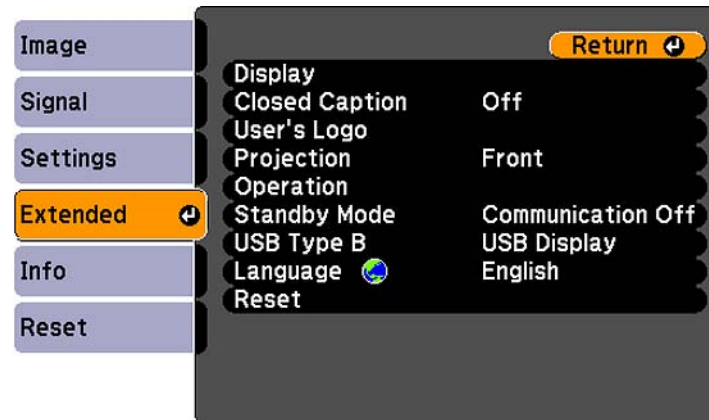 Image
Signal
Settings
Extended
Info
Reset
Return
Display
Closed Caption Off
User's Logo
Projection Front
Operation
Standby Mode Communication Off
USB Type B USB Display
Language English
Reset